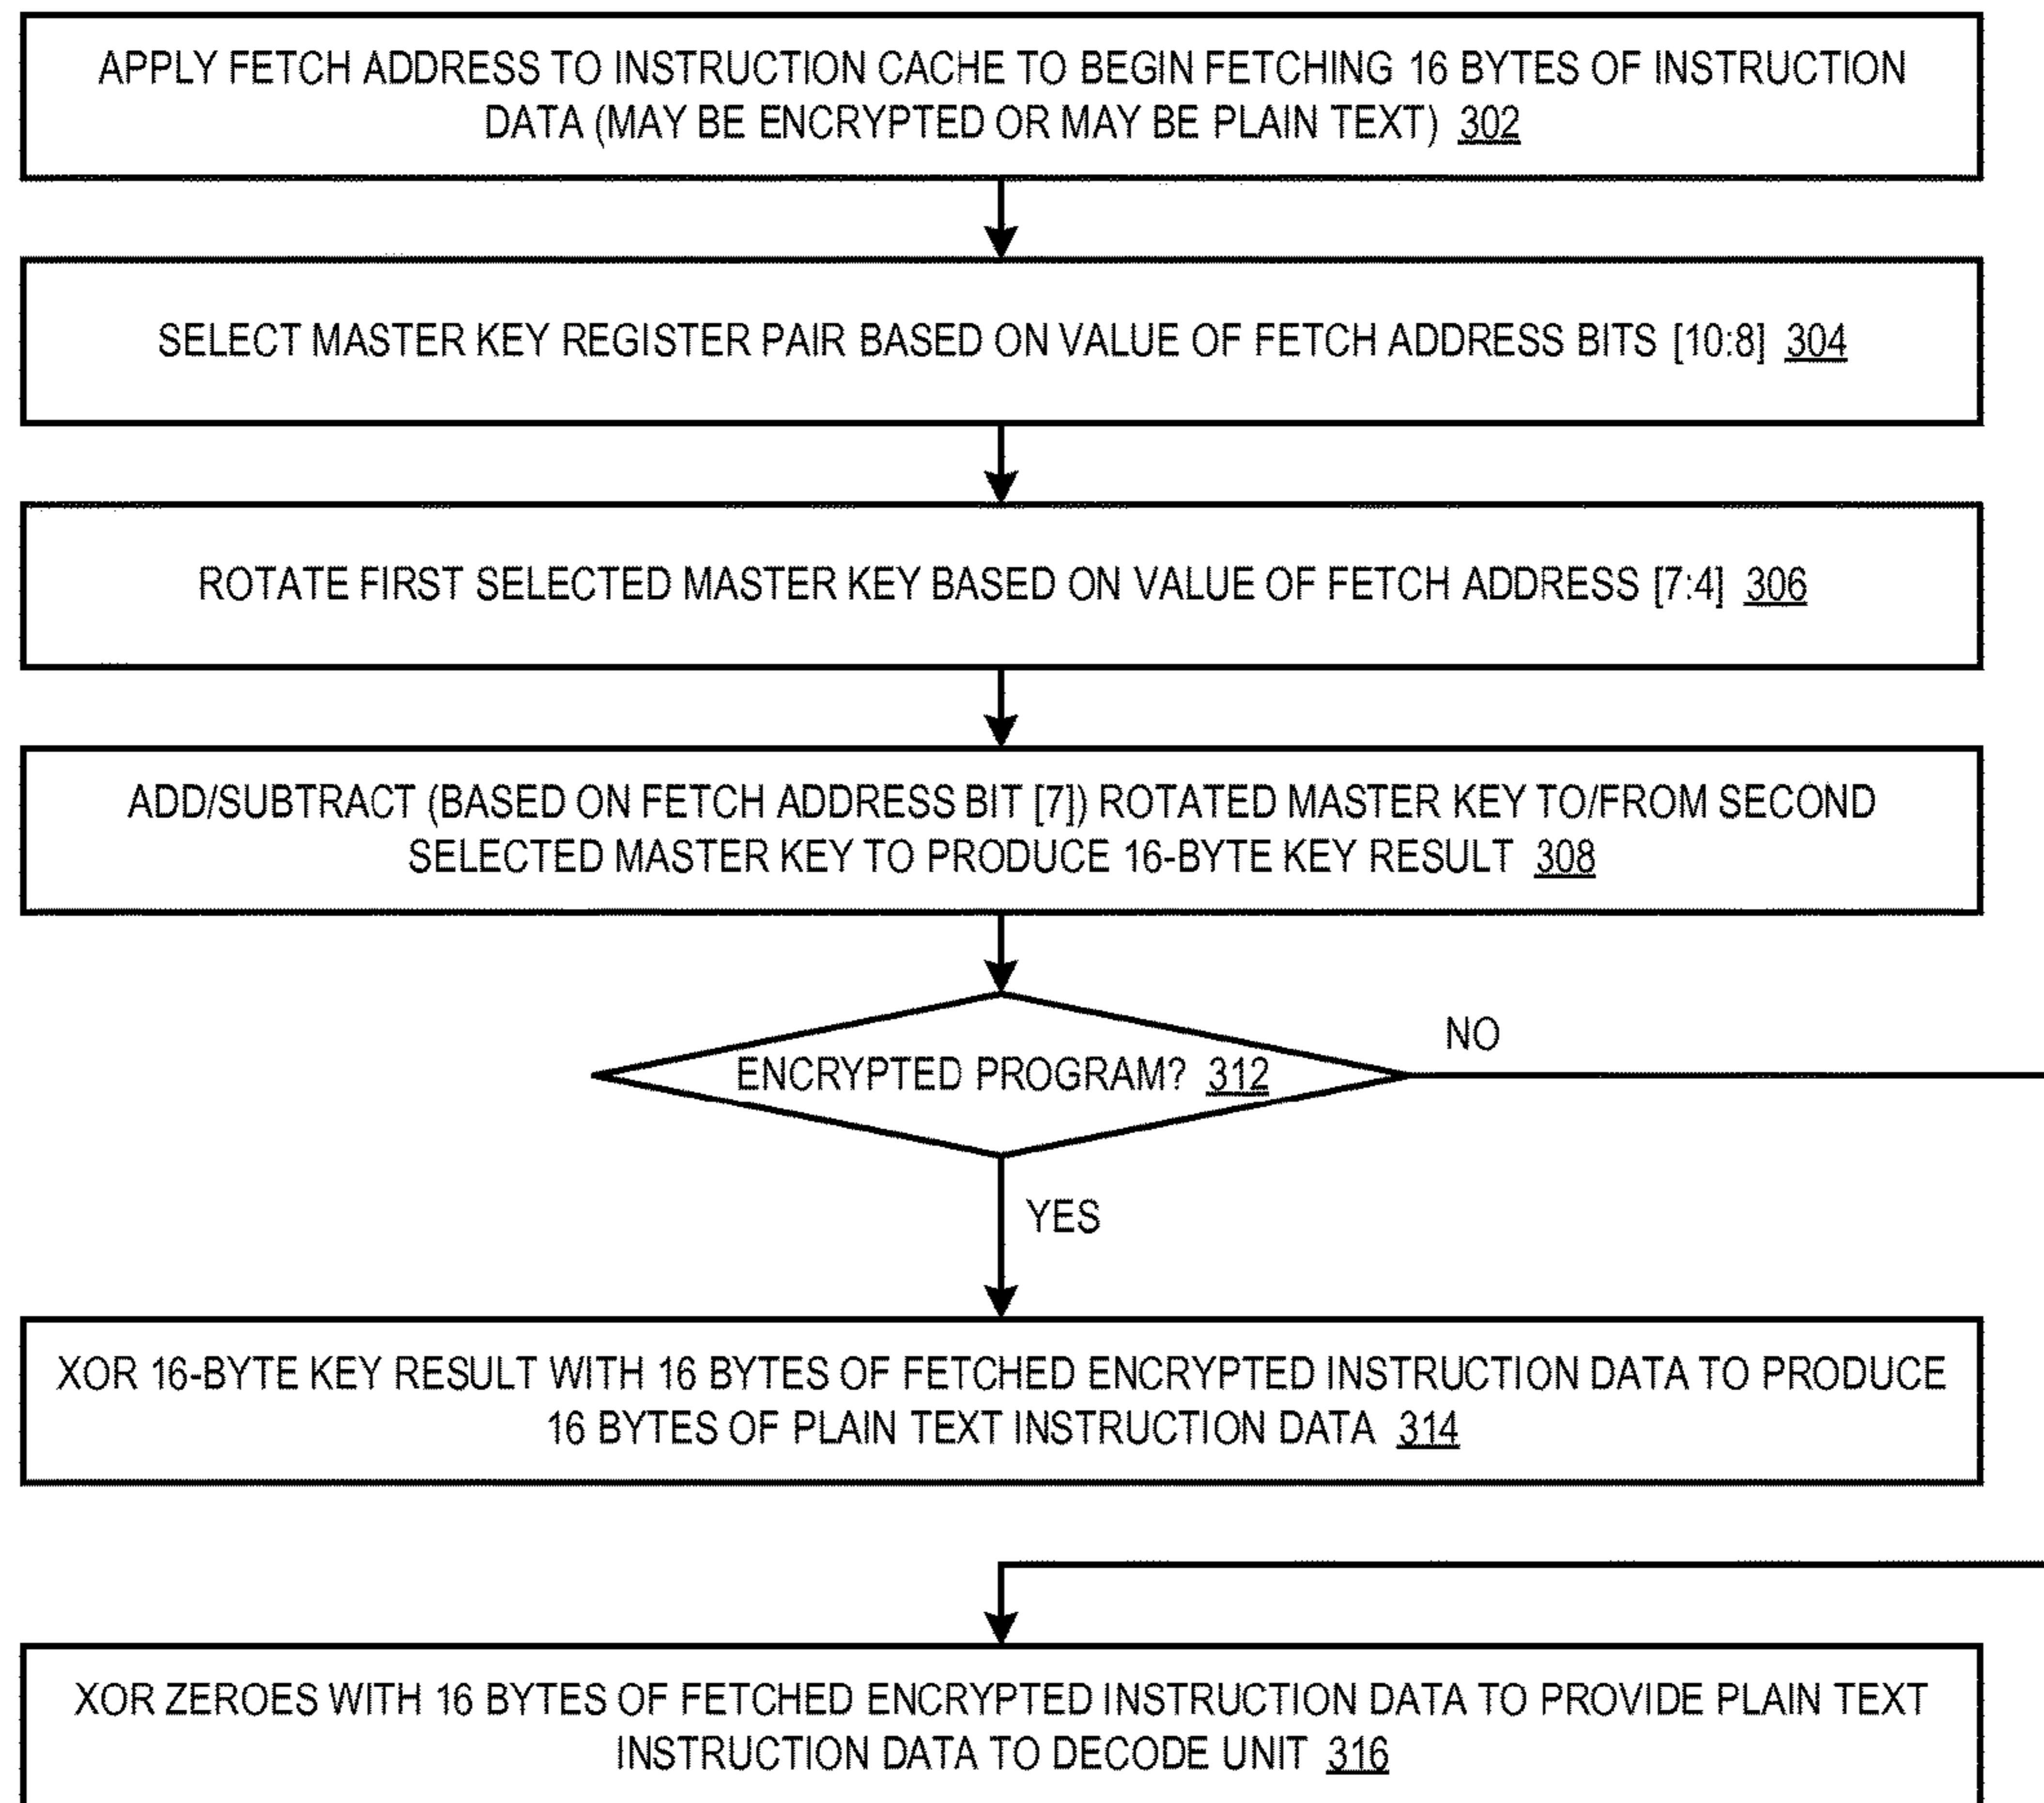 APPLY FETCH ADDRESS TO INSTRUCTION CACHE TO BEGIN FETCHING 16 BYTES OF INSTRUCTION
DATA (MAY BE ENCRYPTED OR MAY BE PLAIN TEXT) 302
SELECT MASTER KEY REGISTER PAIR BASED ON VALUE OF FETCH ADDRESS BITS [10:8] 304
ROTATE FIRST SELECTED MASTER KEY BASED ON VALUE OF FETCH ADDRESS [7:4] 306
ADD/SUBTRACT (BASED ON FETCH ADDRESS BIT [7]) ROTATED MASTER KEY TO/FROM SECOND
SELECTED MASTER KEY TO PRODUCE 16-BYTE KEY RESULT 308
NO
ENCRYPTED PROGRAM? 312
YES
XOR 16-BYTE KEY RESULT WITH 16 BYTES OF FETCHED ENCRYPTED INSTRUCTION DATA TO PRODUCE
16 BYTES OF PLAIN TEXT INSTRUCTION DATA 314
XOR ZEROES WITH 16 BYTES OF FETCHED ENCRYPTED INSTRUCTION DATA TO PROVIDE PLAIN TEXT
INSTRUCTION DATA TO DECODE UNIT 316